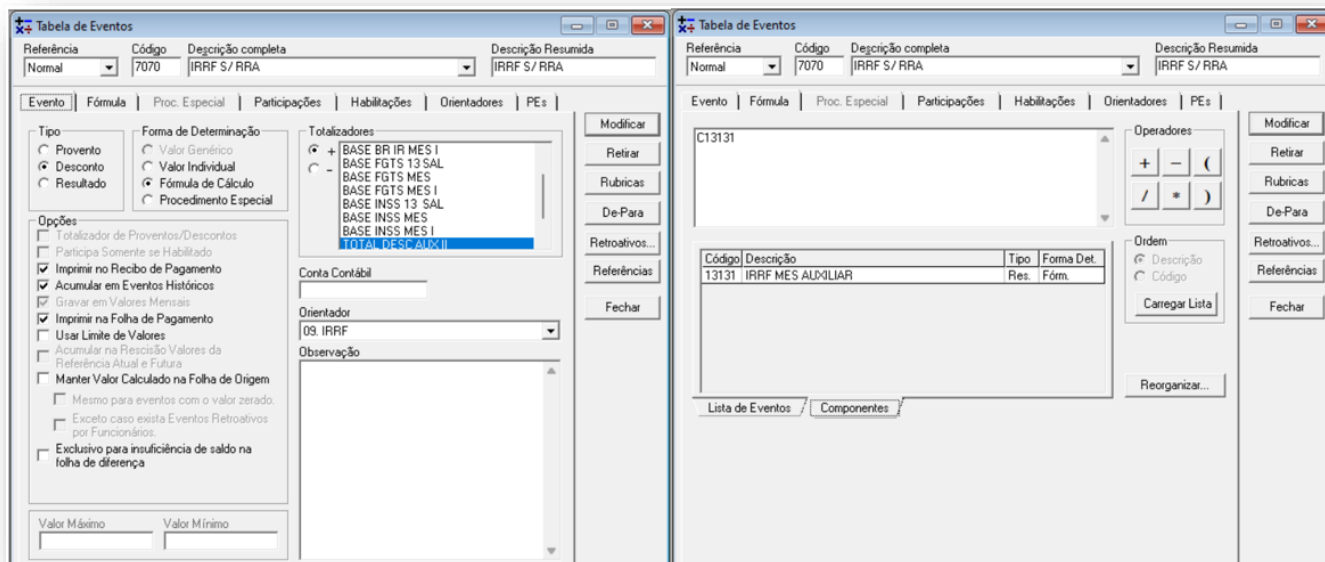 Tabela de Eventos
Referência Código Descrição completa Descrição Resumida
Normal 7070 IRRF S/ RRA IRRF S/ RRA
Evento Fórmula Proc. Especial Participações Habilitações Orientadores PEs
Tipo
Provento
Desconto
Resultado
Forma de Determinação
Valor Genérico
Valor Individual
Fórmula de Cálculo
Procedimento Especial
Totalizadores
+
-
BASE BR IR MES I
BASE FGTS 13 SAL
BASE FGTS MES
BASE FGTS MES I
BASE INSS 13 SAL
BASE INSS MES
BASE INSS MES I
TOTAL DESC AUX II
Opções
Totalizador de Proventos/Descontos
Participa Somente se Habilitado
Imprimir no Recibo de Pagamento
Acumular em Eventos Históricos
Gravar em Valores Mensais
Imprimir na Folha de Pagamento
Usar Limite de Valores
Acumular na Rescisão Valores da
Referência Atual e Futura
Manter Valor Calculado na Folha de Origem
Mesmo para eventos com o valor zerado.
Exceto caso exista Eventos Retroativos
por Funcionários.
Exclusivo para insuficiência de saldo na
folha de diferença
Valor Máximo Valor Mínimo
Conta Contábil
Orientador
09. IRRF
Observação
Modificar
Retirar
Rubricas
De-Para
Retroativos...
Referências
Fechar
Tabela de Eventos
Referência Código Descrição completa Descrição Resumida
Normal 7070 IRRF S/ RRA IRRF S/ RRA
Evento Fórmula Proc. Especial Participações Habilitações Orientadores PEs
C13131
Operadores
+ - (
/ * )
Ordem
Descrição
Código
Carregar Lista
Código Descrição Tipo Forma Det.
13131 IRRF MES AUXILIAR Res. Fórm.
Reorganizar...
Lista de Eventos Componentes
Modificar
Retirar
Rubricas
De-Para
Retroativos...
Referências
Fechar